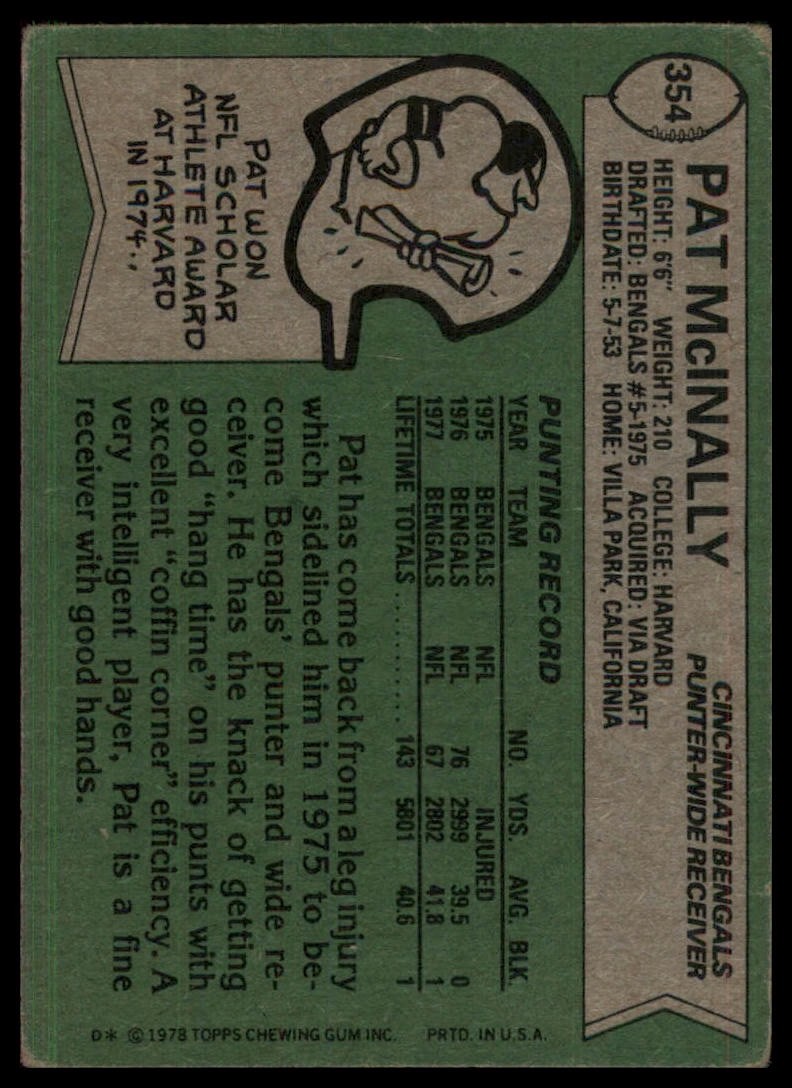 354
PAT McINALLY
CINCINNATI BENGALS
PUNTER-WIDE RECEIVER
HEIGHT: 6'6" WEIGHT: 210 COLLEGE: HARVARD
DRAFTED: BENGALS #5-1975 ACQUIRED: VIA DRAFT
BIRTHDATE: 5-7-53 HOME: VILLA PARK, CALIFORNIA
PAT WON
NFL SCHOLAR
ATHLETE AWARD
AT HARVARD
IN 1974..
PUNTING RECORD
YEAR TEAM NO. YDS. AVG. BLK.
1975 BENGALS NFL INJURED
1976 BENGALS NFL 76 2999 39.5 0
1977 BENGALS NFL 67 2802 41.8 1
LIFETIME TOTALS.......... 143 5801 40.6 1
Pat has come back from a leg injury
which sidelined him in 1975 to be-
come Bengals' punter and wide re-
ceiver. He has the knack of getting
good "hang time" on his punts with
excellent "coffin corner" efficiency. A
very intelligent player, Pat is a fine
receiver with good hands.
D* © 1978 TOPPS CHEWING GUM INC. PRTD. IN U.S.A.